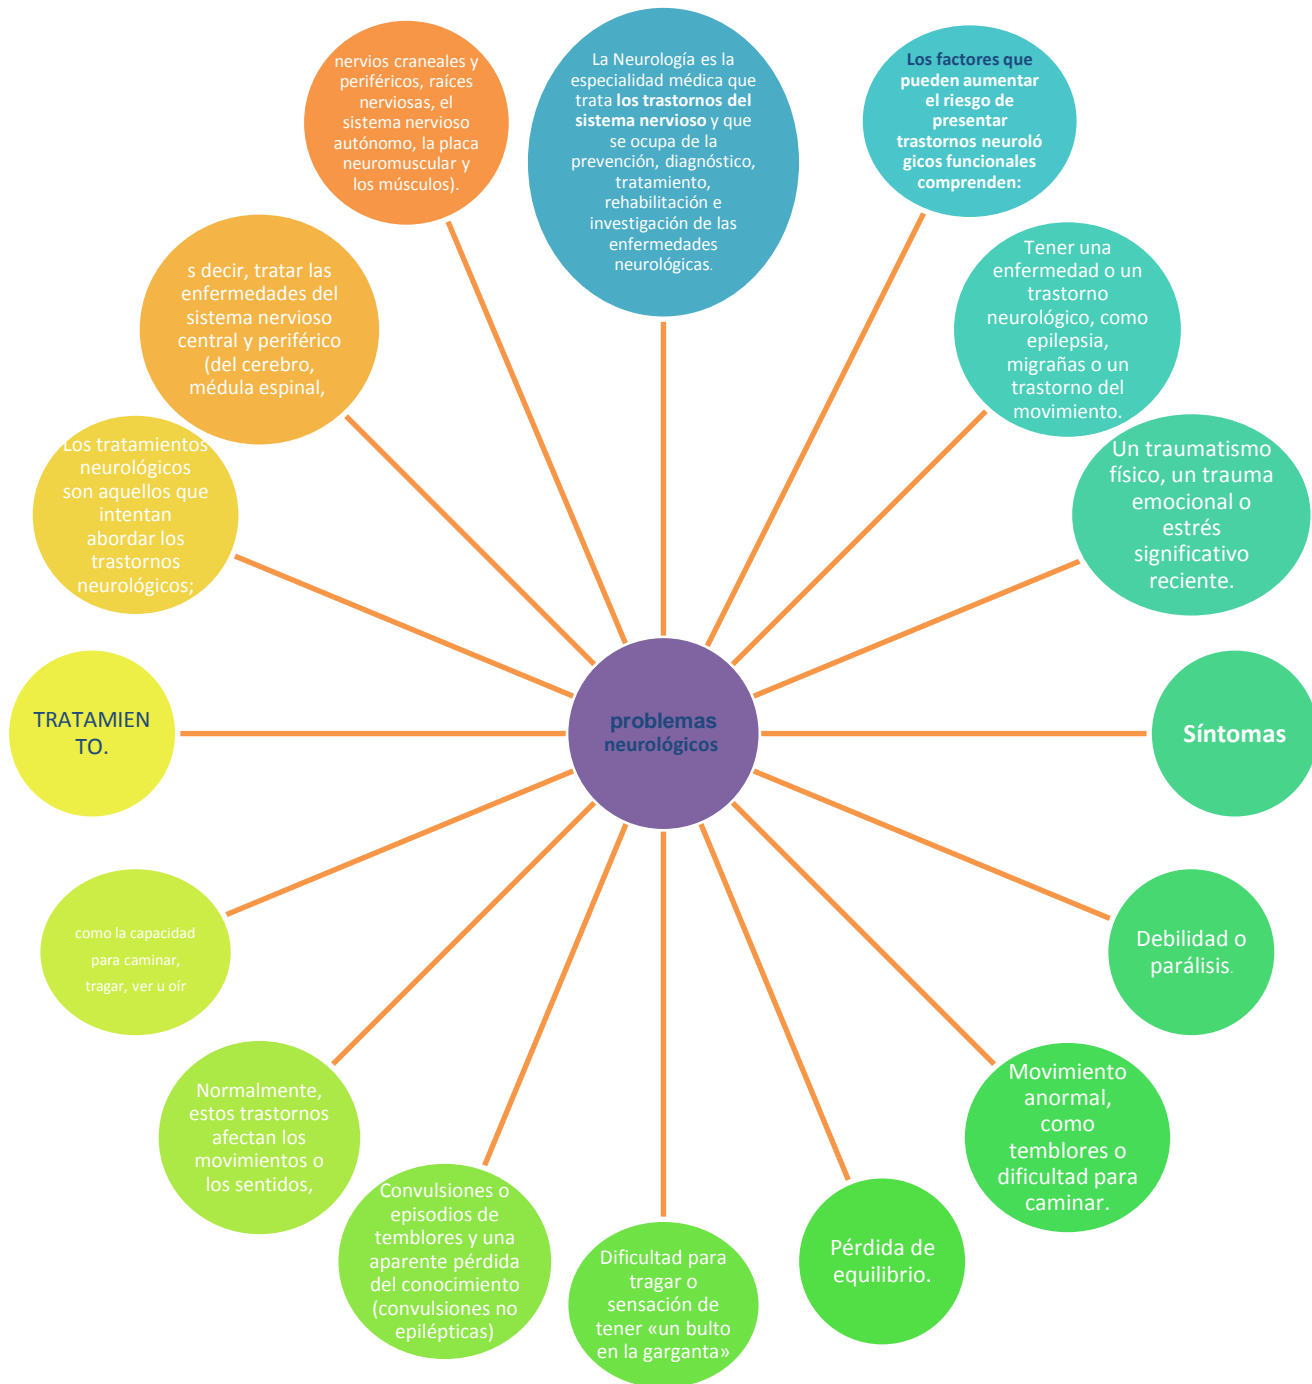 La Neurología es la
especialidad médica que
trata los trastornos del
sistema nervioso y que
se ocupa de la
prevención, diagnóstico,
tratamiento,
rehabilitación e
investigación de las
enfermedades
neurológicas.
Los factores que
pueden aumentar
el riesgo de
presentar
trastornos neuroló
gicos funcionales
comprenden:
Tener una
enfermedad o un
trastorno
neurológico, como
epilepsia,
migrañas o un
trastorno del
movimiento.
Un traumatismo
físico, un trauma
emocional o
estrés
significativo
reciente.
Síntomas
Debilidad o
parálisis.
Movimiento
anormal,
como
temblores o
dificultad para
caminar.
Pérdida de
equilibrio.
Dificultad para
tragar o
sensación de
tener «un bulto
en la garganta»
Convulsiones o
episodios de
temblores y una
aparente pérdida
del conocimiento
(convulsiones no
epilépticas)
Normalmente,
estos trastornos
afectan los
movimientos o
los sentidos,
como la capacidad
para caminar,
tragar, ver u oír
TRATAMIEN
TO.
Los tratamientos
neurológicos
son aquellos que
intentan
abordar los
trastornos
neurológicos;
s decir, tratar las
enfermedades del
sistema nervioso
central y periférico
(del cerebro,
médula espinal,
nervios craneales y
periféricos, raíces
nerviosas, el
sistema nervioso
autónomo, la placa
neuromuscular y
los músculos).
problemas
neurológicos